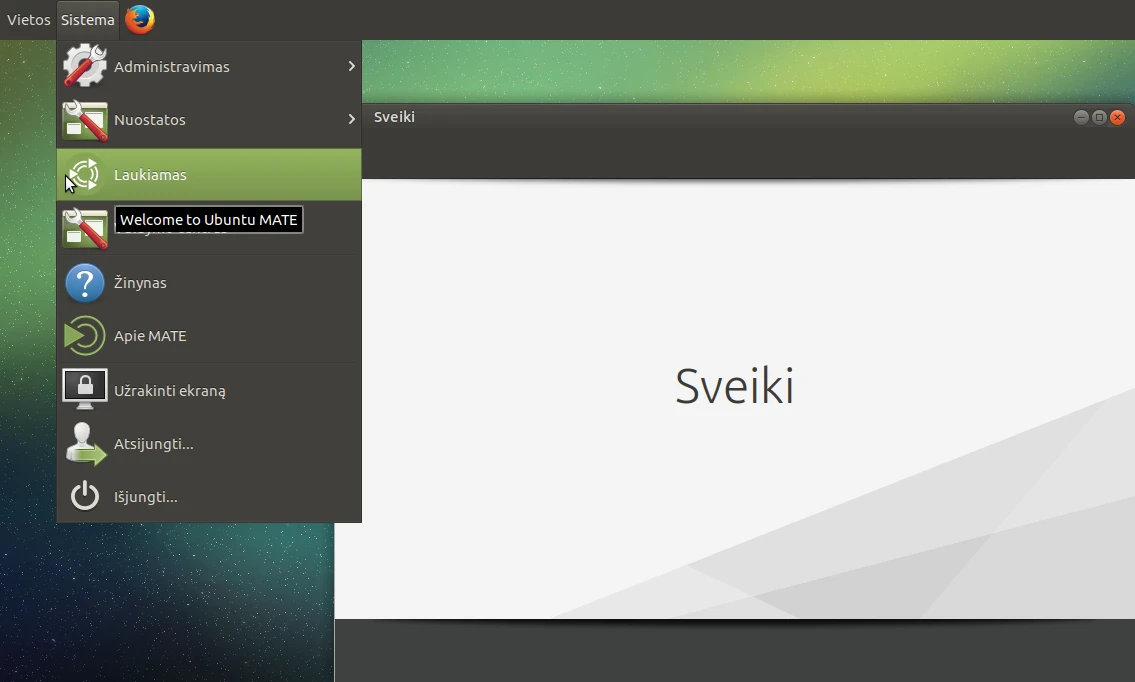 Vietos Sistema
Administravimas
Nuostatos
Sveiki
Laukiamas
Welcome to Ubuntu MATE
Žinynas
Apie MATE
Sveiki
Užrakinti ekraną
Atsijungti...
Išjungti...